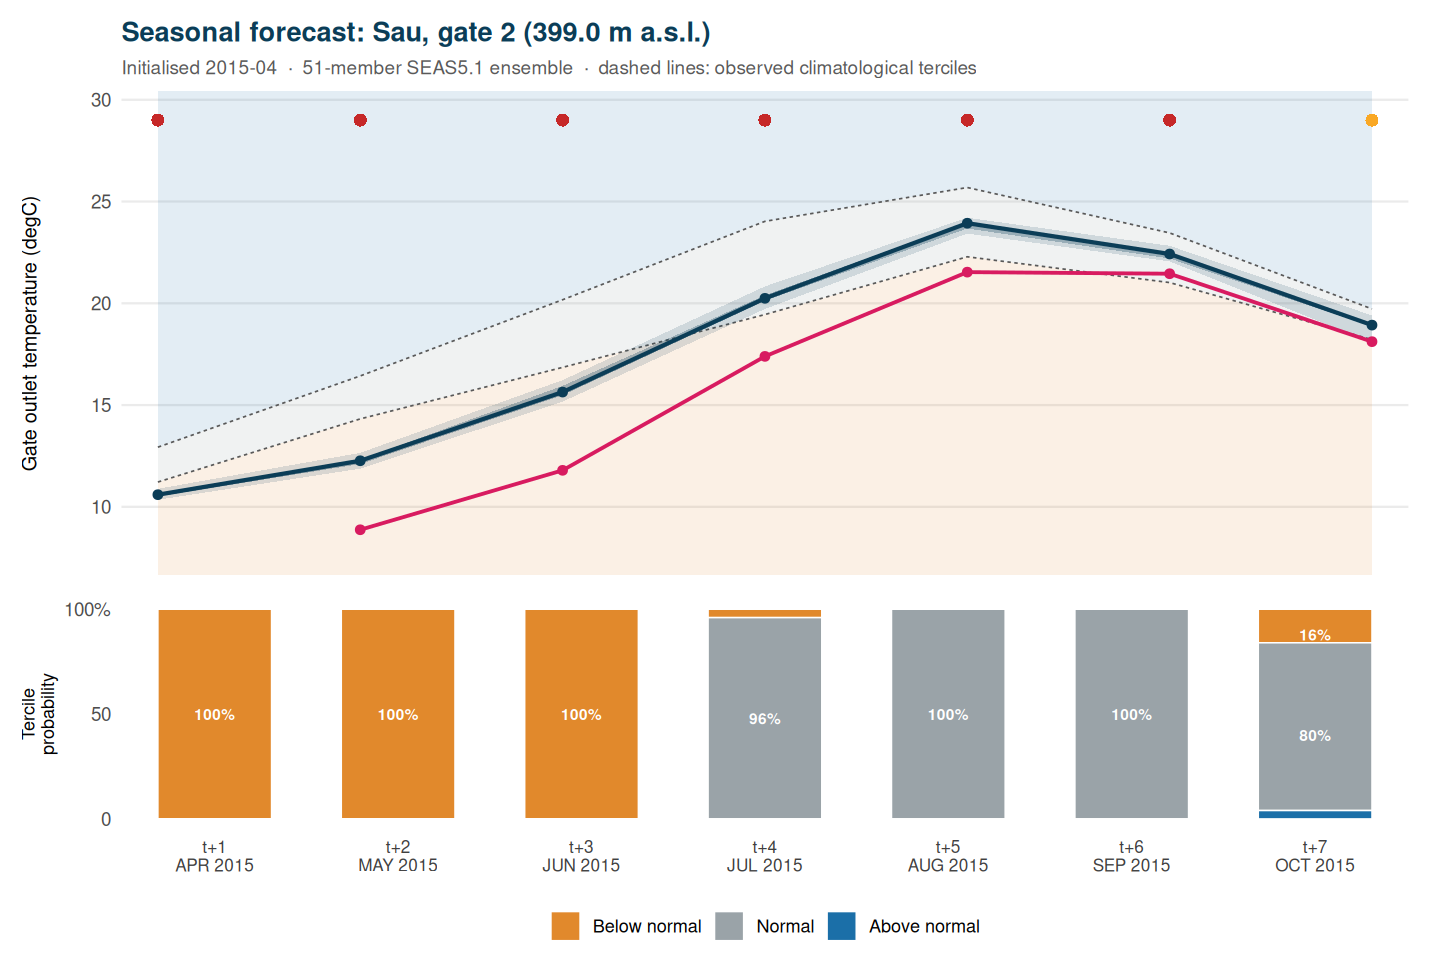 Seasonal forecast: Sau, gate 2 (399.0 m a.s.l.)
Initialised 2015-04 · 51-member SEAS5.1 ensemble · dashed lines: observed climatological terciles
Gate outlet temperature (degC)
30
25
20
15
10
Tercile
probability
100%
50
0
100%
100%
100%
96%
100%
100%
16%
80%
t+1
APR 2015
t+2
MAY 2015
t+3
JUN 2015
t+4
JUL 2015
t+5
AUG 2015
t+6
SEP 2015
t+7
OCT 2015
Below normal
Normal
Above normal